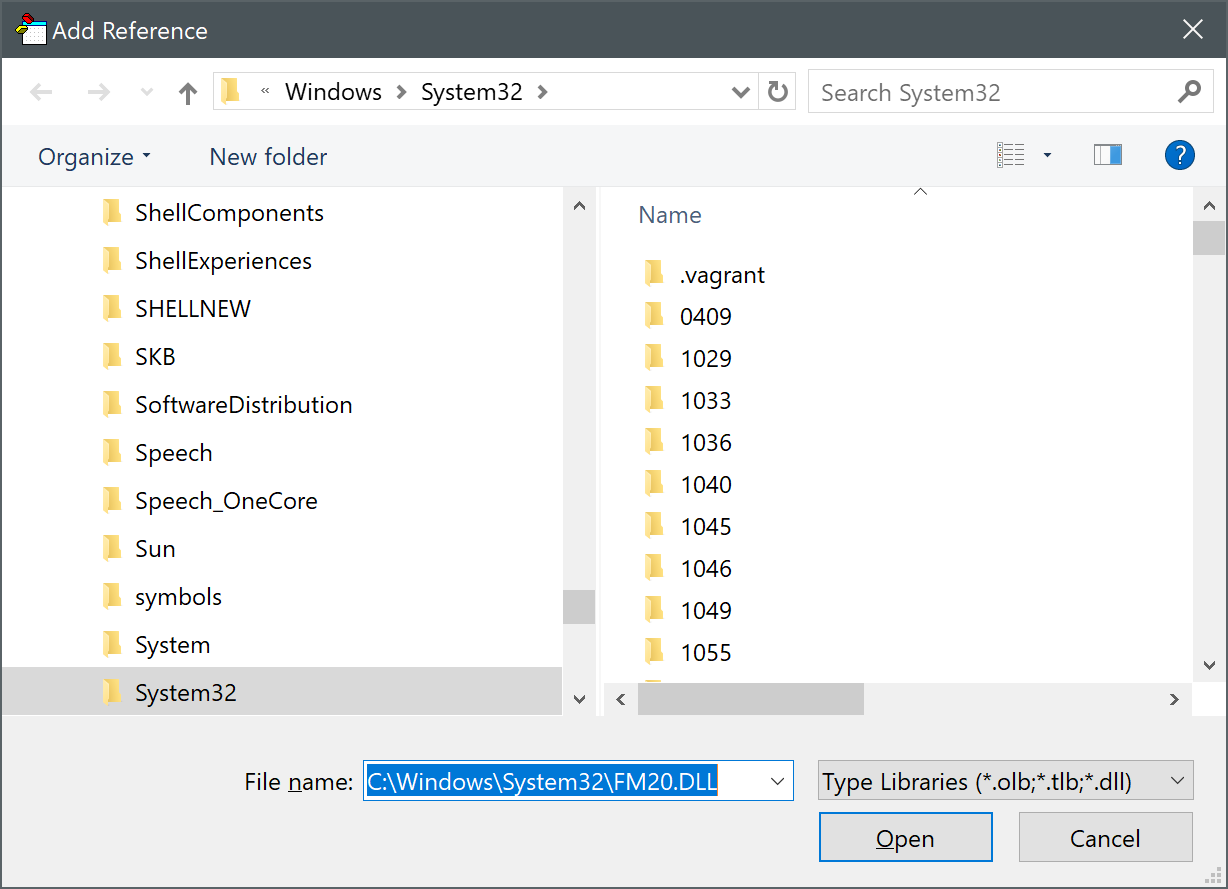 Add Reference
« Windows > System32 >
Search System32
Organize
New folder
?
ShellComponents
ShellExperiences
SHELLNEW
SKB
SoftwareDistribution
Speech
Speech_OneCore
Sun
symbols
System
System32
Name
.vagrant
0409
1029
1033
1036
1040
1045
1046
1049
1055
File name:
C:\Windows\System32\FM20.DLL
Type Libraries (*.olb;*.tlb;*.dll)
Open
Cancel